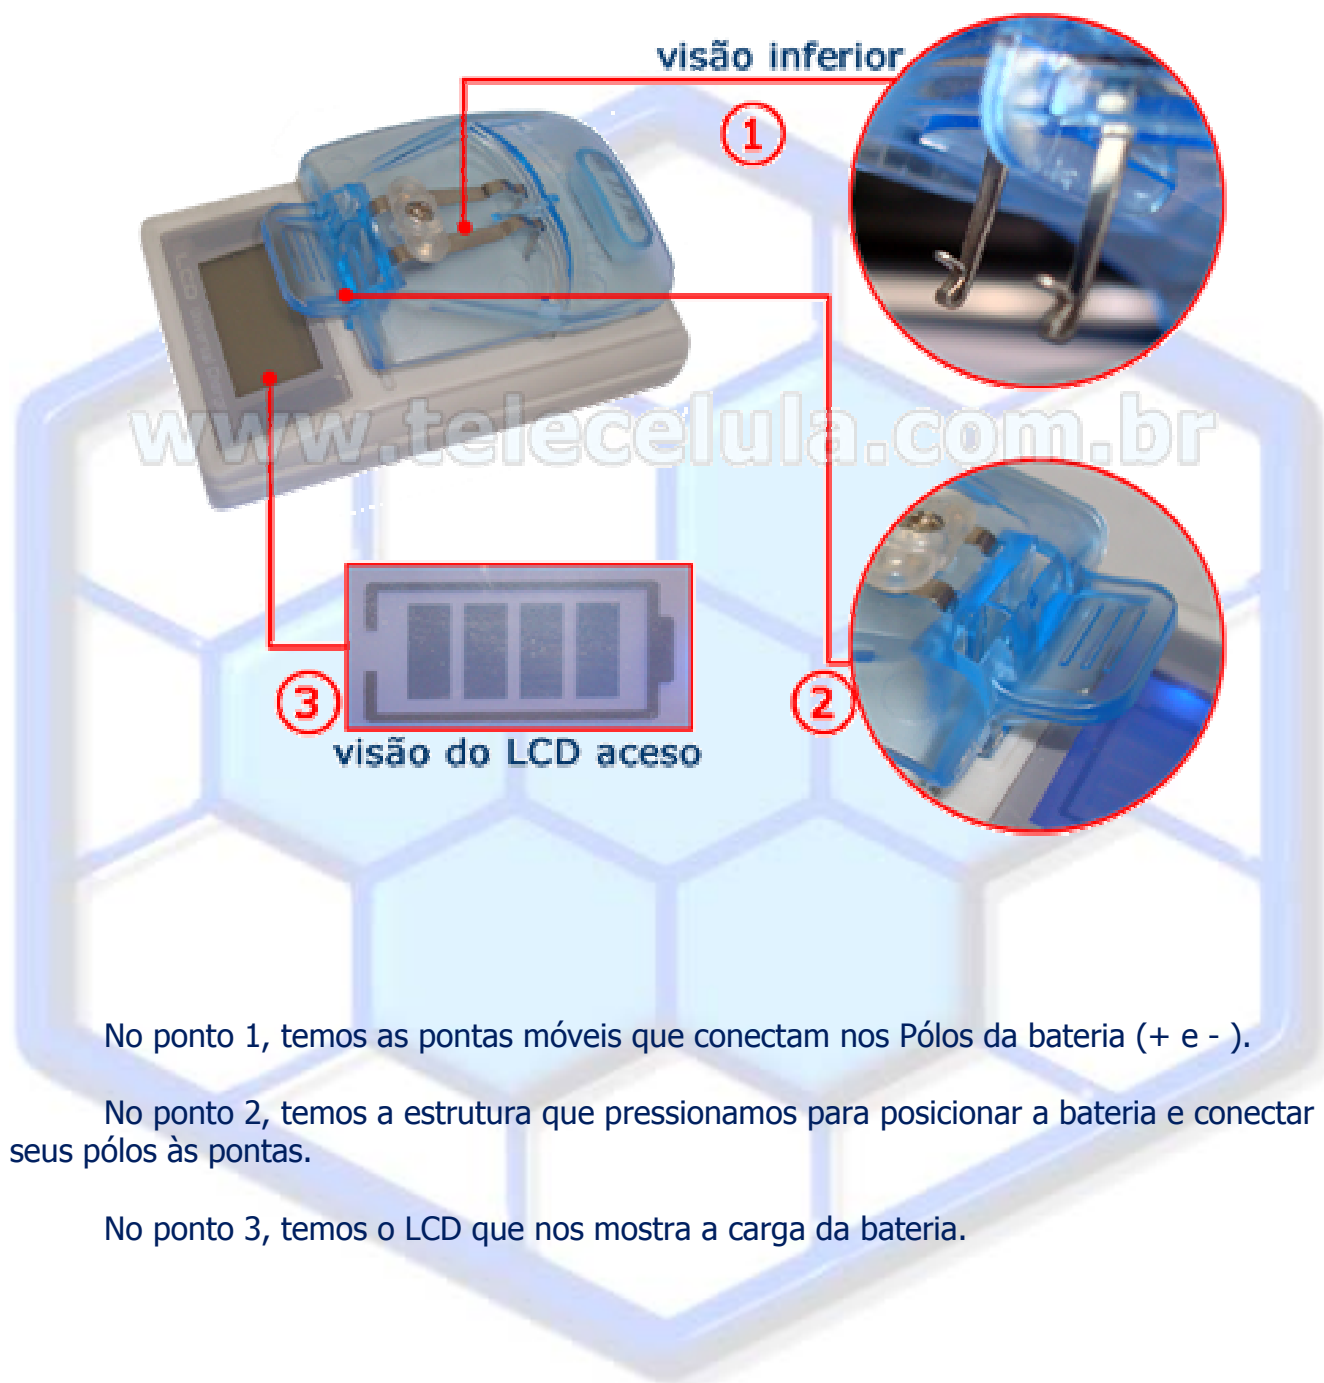 visão inferior
1
www.telecelula.com.br
3
2
visão do LCD aceso
No ponto 1, temos as pontas móveis que conectam nos Pólos da bateria (+ e - ).
No ponto 2, temos a estrutura que pressionamos para posicionar a bateria e conectar
seus pólos às pontas.
No ponto 3, temos o LCD que nos mostra a carga da bateria.